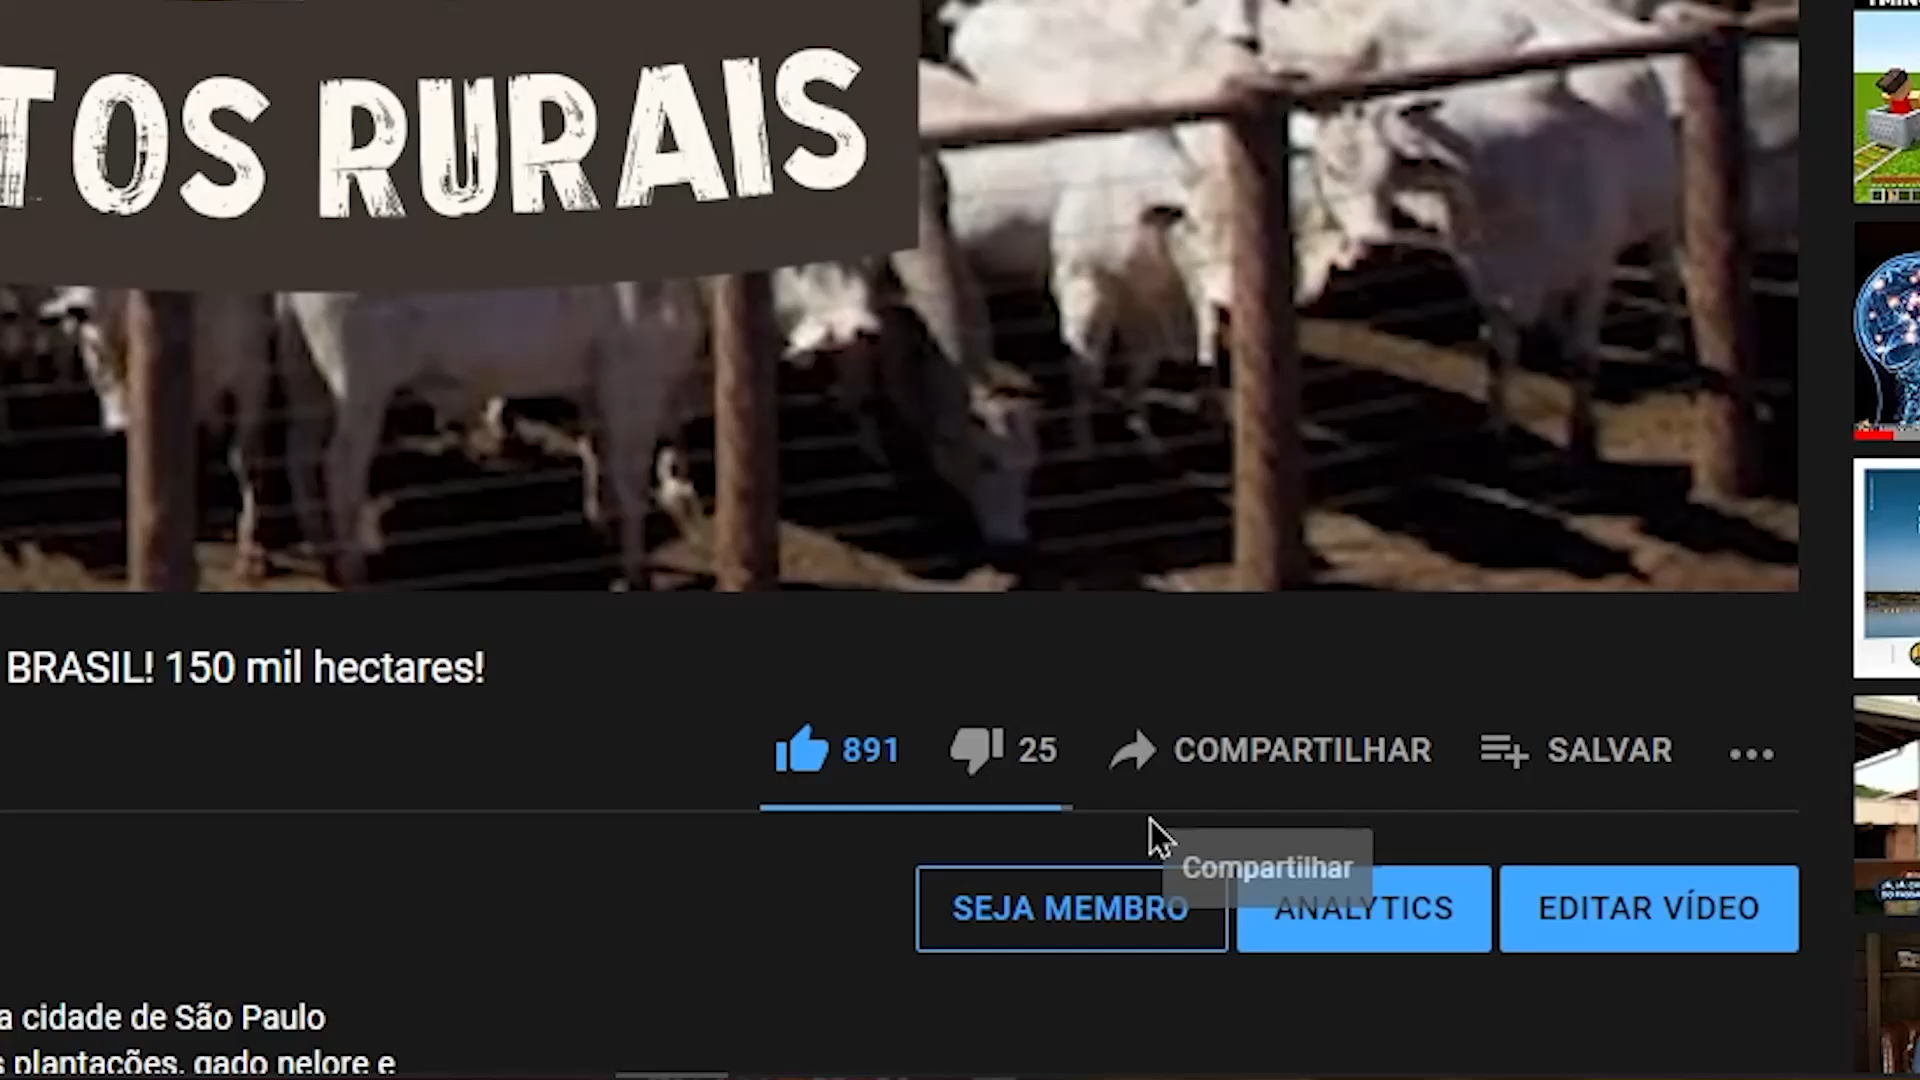 TOS RURAIS
BRASIL! 150 mil hectares!
891 25 COMPARTILHAR SALVAR
Compartilhar
SEJA MEMBRO ANALYTICS EDITAR VÍDEO
a cidade de São Paulo
s plantações, gado nelore e